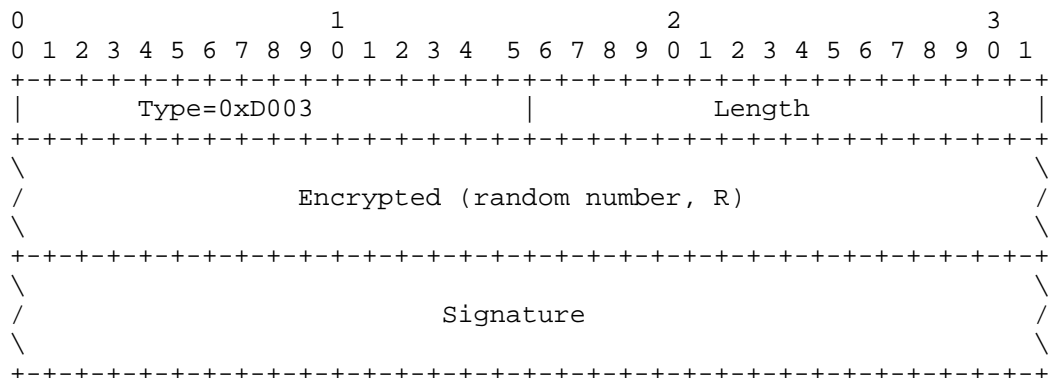 0                   1                   2                   3
0 1 2 3 4 5 6 7 8 9 0 1 2 3 4  5 6 7 8 9 0 1 2 3 4 5 6 7 8 9 0 1
+-+-+-+-+-+-+-+-+-+-+-+-+-+-+-+-+-+-+-+-+-+-+-+-+-+-+-+-+-+-+-+-+
|       Type=0xD003             |           Length              |
+-+-+-+-+-+-+-+-+-+-+-+-+-+-+-+-+-+-+-+-+-+-+-+-+-+-+-+-+-+-+-+-+
\                                                               \
/                 Encrypted (random number, R)                  /
\                                                               \
+-+-+-+-+-+-+-+-+-+-+-+-+-+-+-+-+-+-+-+-+-+-+-+-+-+-+-+-+-+-+-+-+
\                                                               \
/                          Signature                            /
\                                                               \
+-+-+-+-+-+-+-+-+-+-+-+-+-+-+-+-+-+-+-+-+-+-+-+-+-+-+-+-+-+-+-+-+